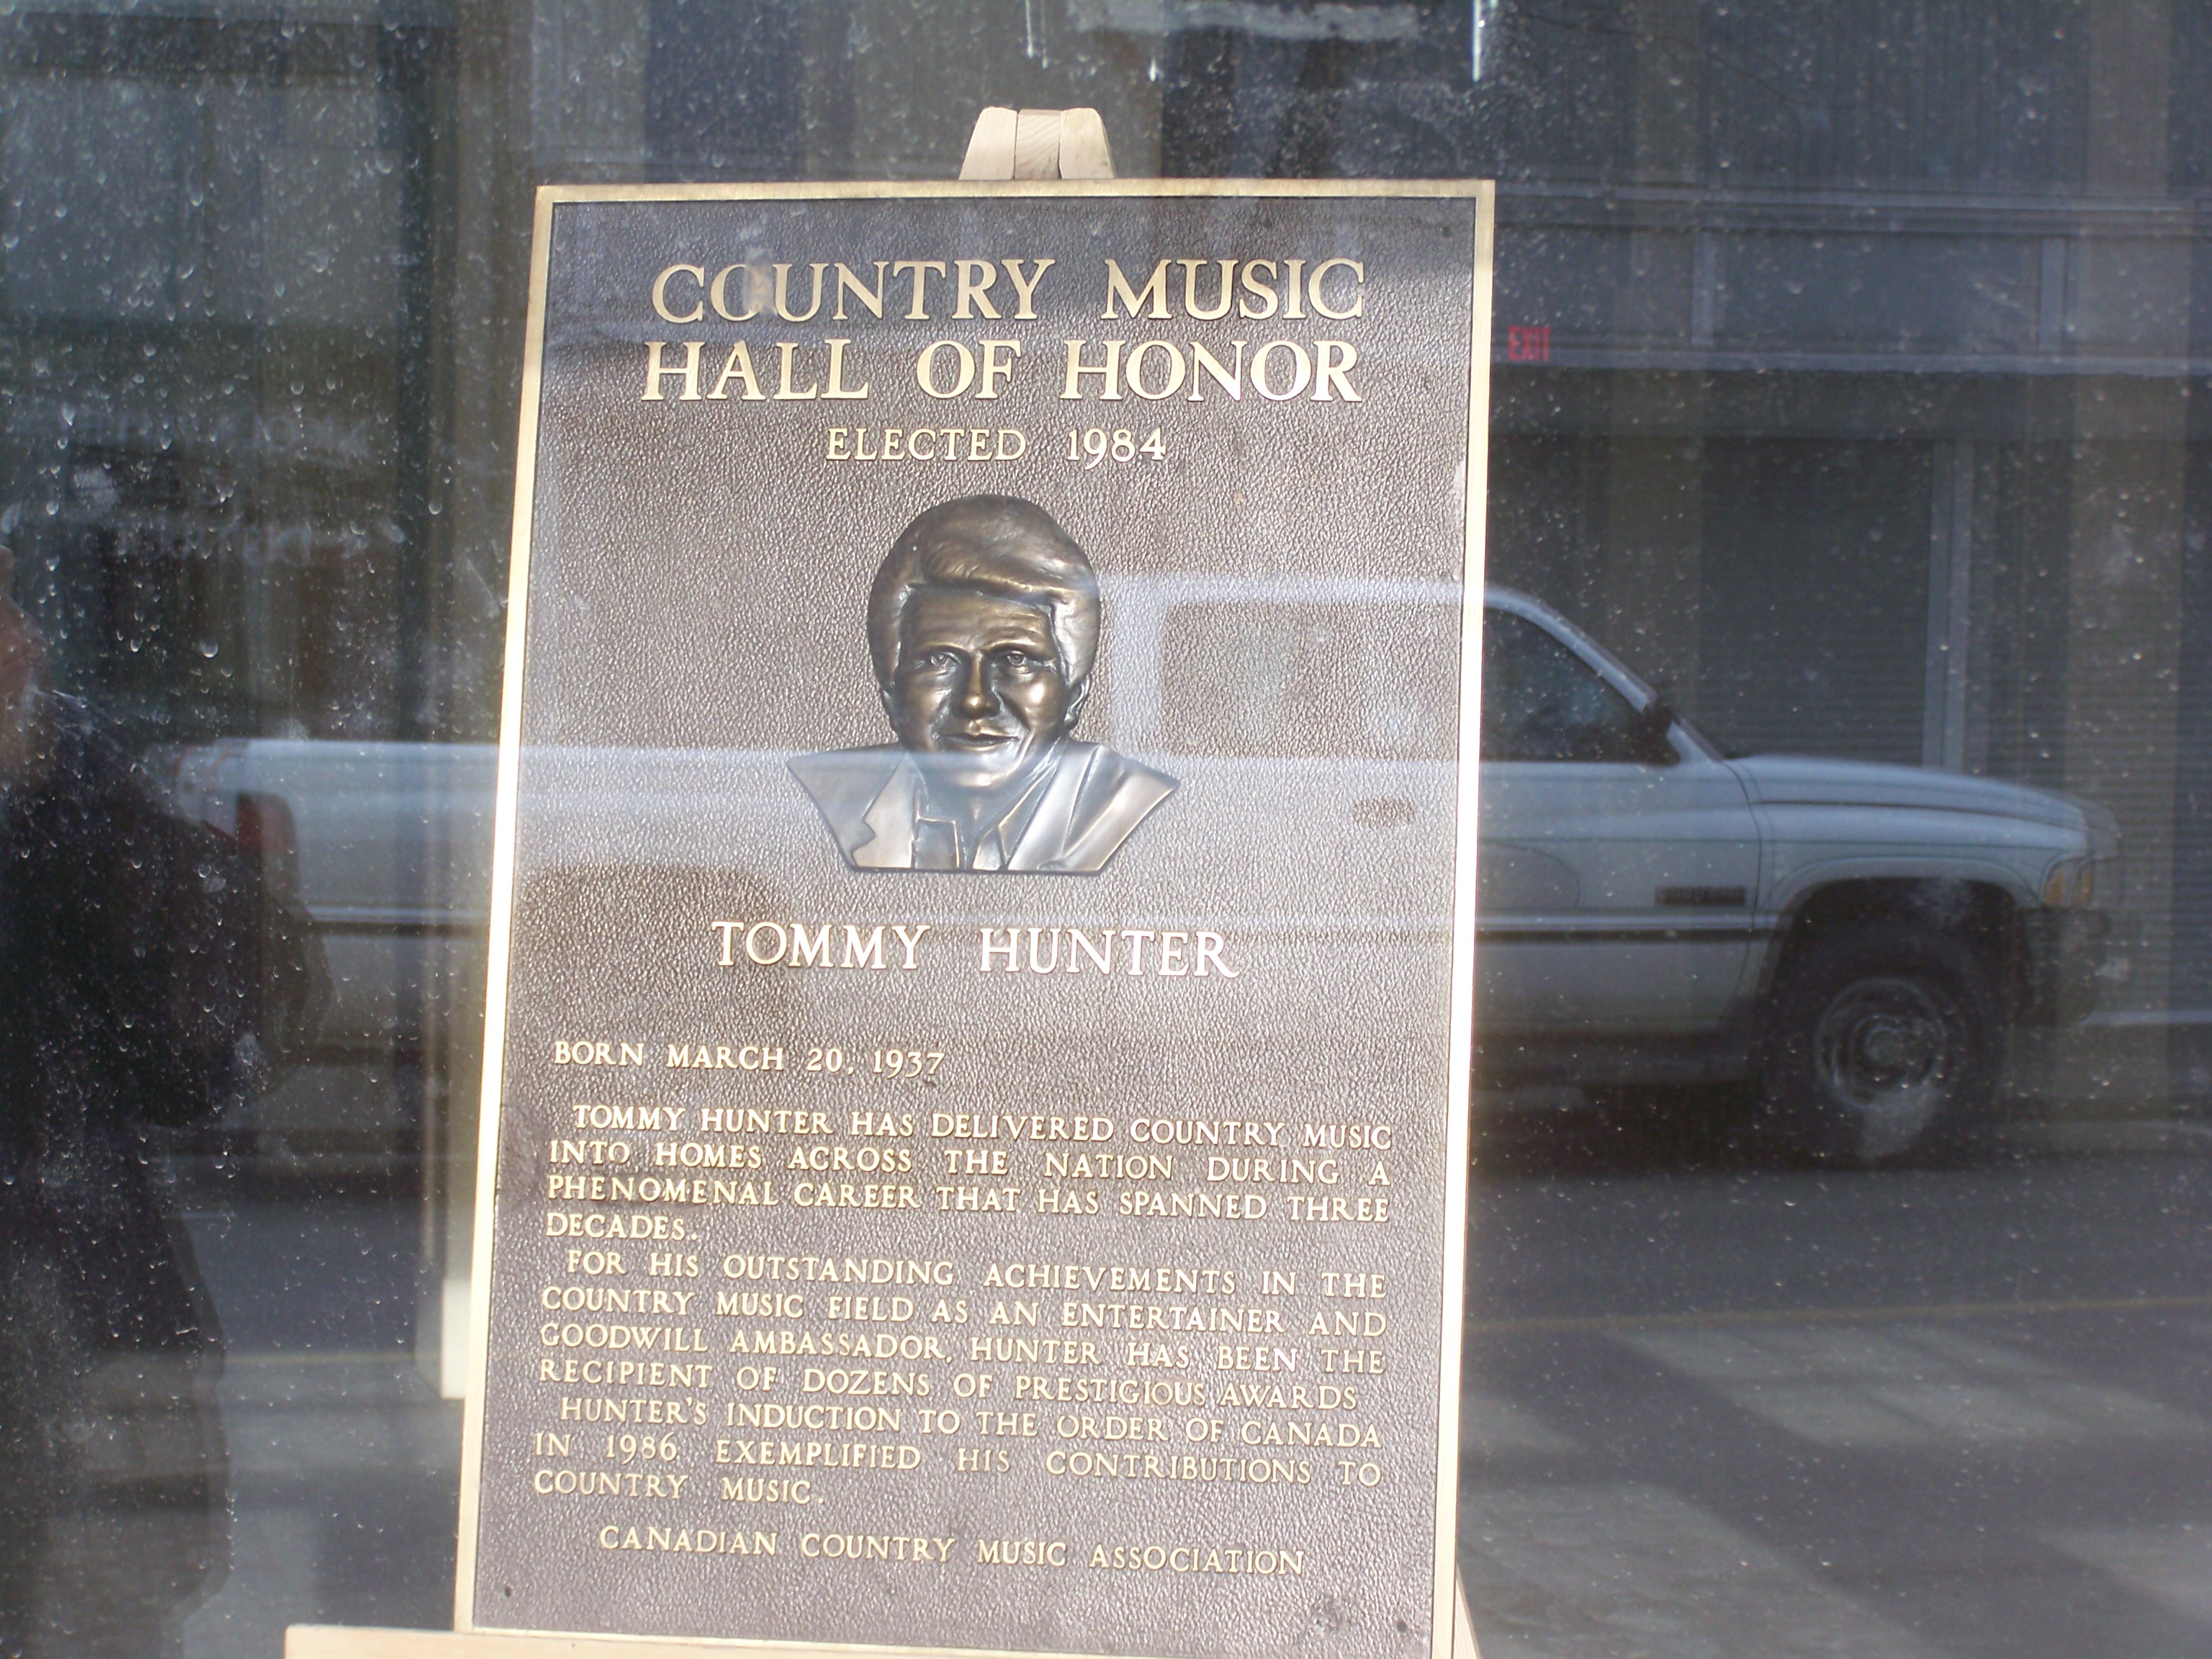 COUNTRY MUSIC
HALL OF HONOR
ELECTED 1984
EXIT
TOMMY HUNTER
BORN MARCH 20, 1937
TOMMY HUNTER HAS DELIVERED COUNTRY MUSIC
INTO HOMES ACROSS THE NATION DURING A
PHENOMENAL CAREER THAT HAS SPANNED THREE
DECADES.
FOR HIS OUTSTANDING ACHIEVEMENTS IN THE
COUNTRY MUSIC FIELD AS AN ENTERTAINER AND
GOODWILL AMBASSADOR, HUNTER HAS BEEN THE
RECIPIENT OF DOZENS OF PRESTIGIOUS AWARDS
HUNTER'S INDUCTION TO THE ORDER OF CANADA
IN 1986 EXEMPLIFIED HIS CONTRIBUTIONS TO
COUNTRY MUSIC.
CANADIAN COUNTRY MUSIC ASSOCIATION